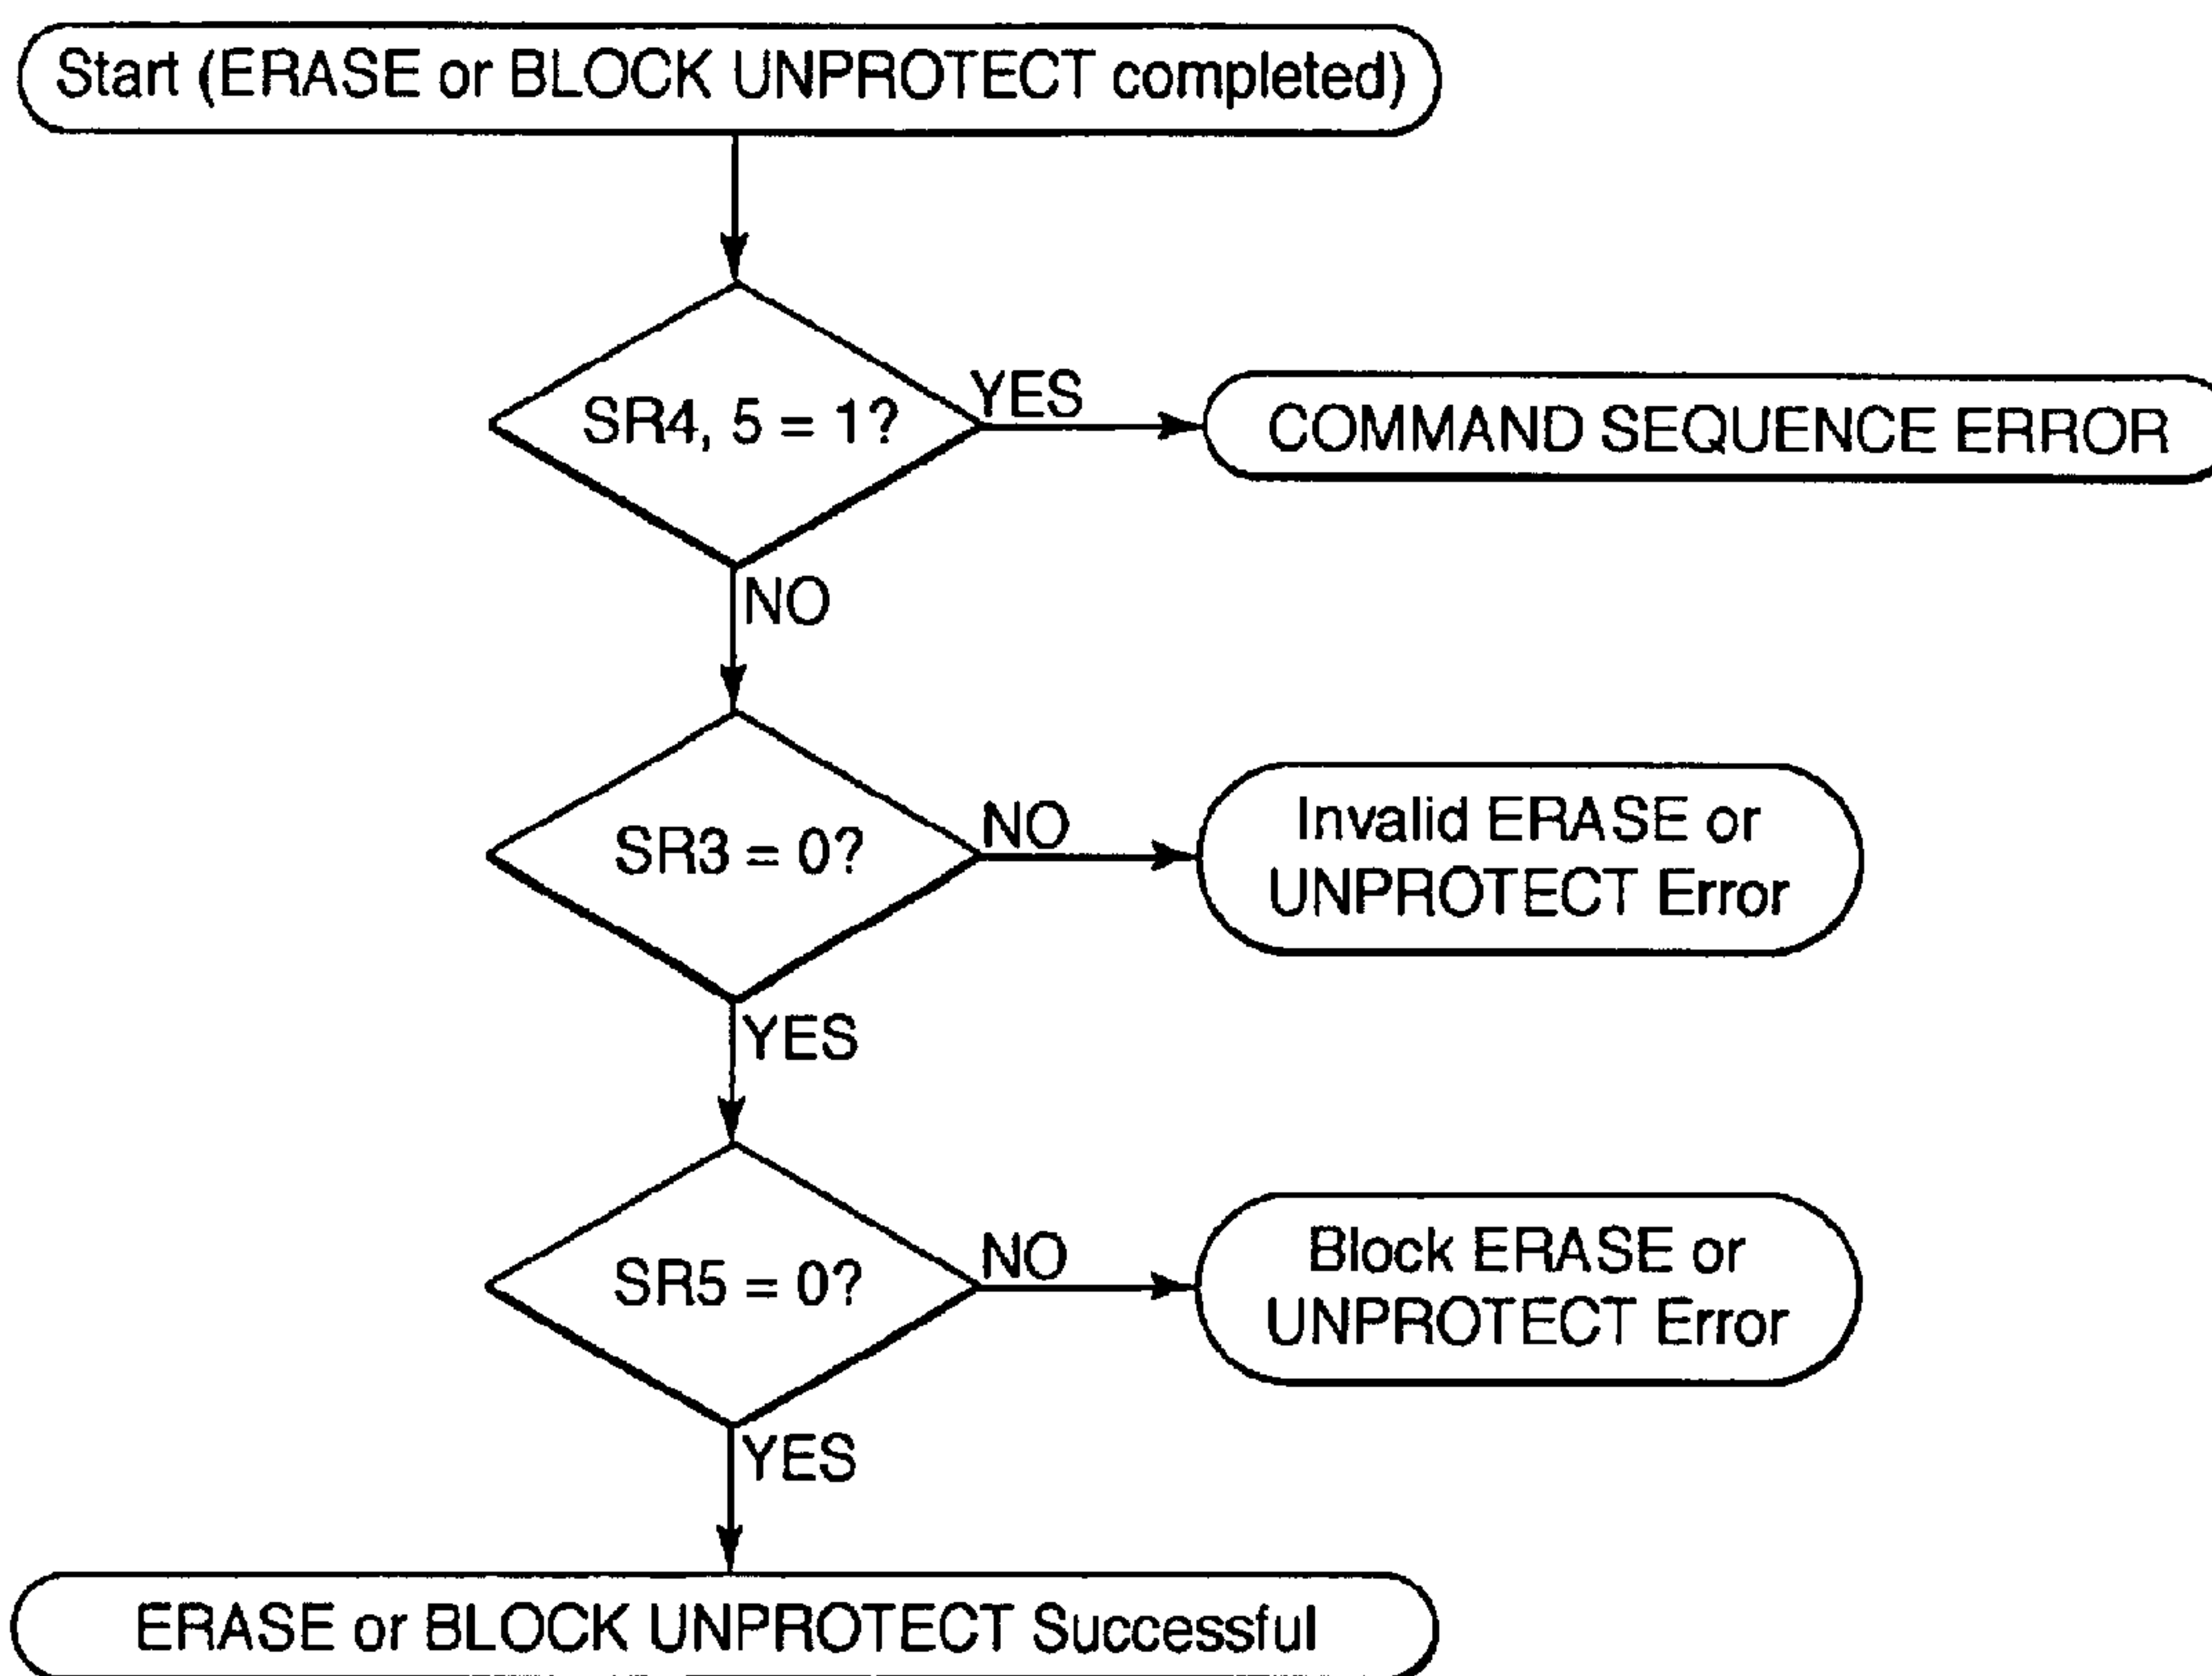 Start (ERASE or BLOCK UNPROTECT completed)
SR4, 5 = 1?
YES
COMMAND SEQUENCE ERROR
NO
SR3 = 0?
NO
Invalid ERASE or
UNPROTECT Error
YES
SR5 = 0?
NO
Block ERASE or
UNPROTECT Error
YES
ERASE or BLOCK UNPROTECT Successful